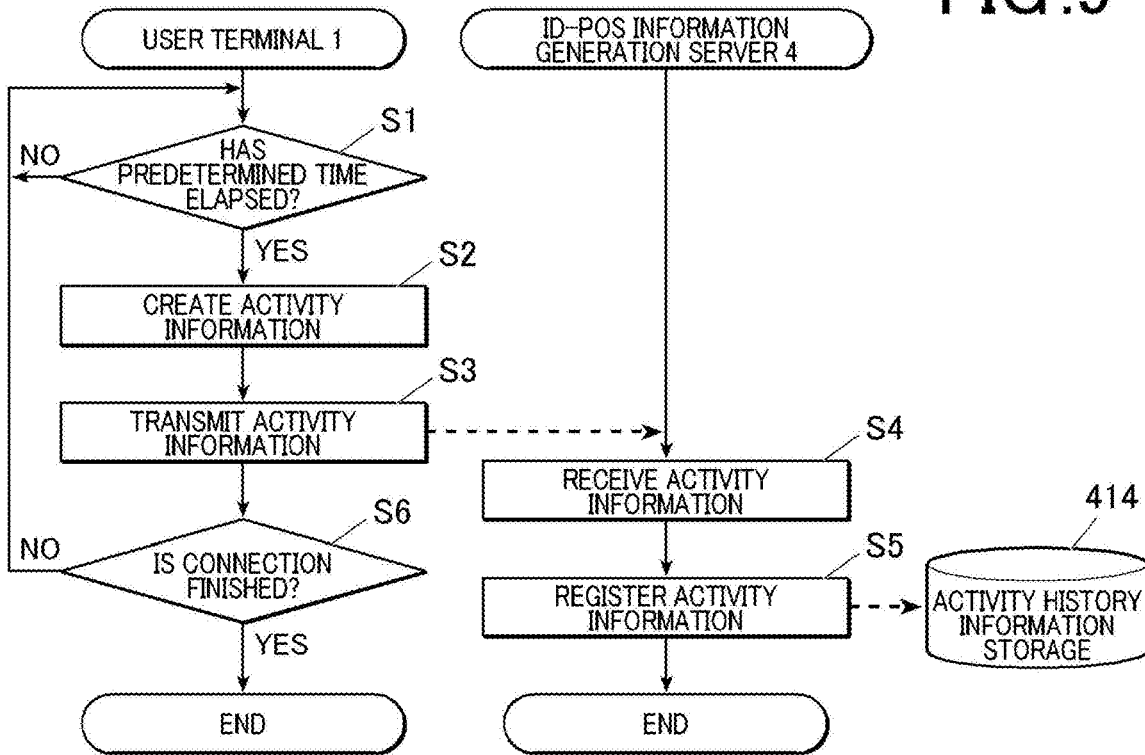 FIG.
USER TERMINAL 1
ID-POS INFORMATION
GENERATION SERVER 4
S1
HAS
PREDETERMINED TIME
ELAPSED?
NO
YES
S2
CREATE ACTIVITY
INFORMATION
S3
TRANSMIT ACTIVITY
INFORMATION
S4
RECEIVE ACTIVITY
INFORMATION
S6
IS CONNECTION
FINISHED?
NO
YES
S5
REGISTER ACTIVITY
INFORMATION
414
ACTIVITY HISTORY
INFORMATION
STORAGE
END
END